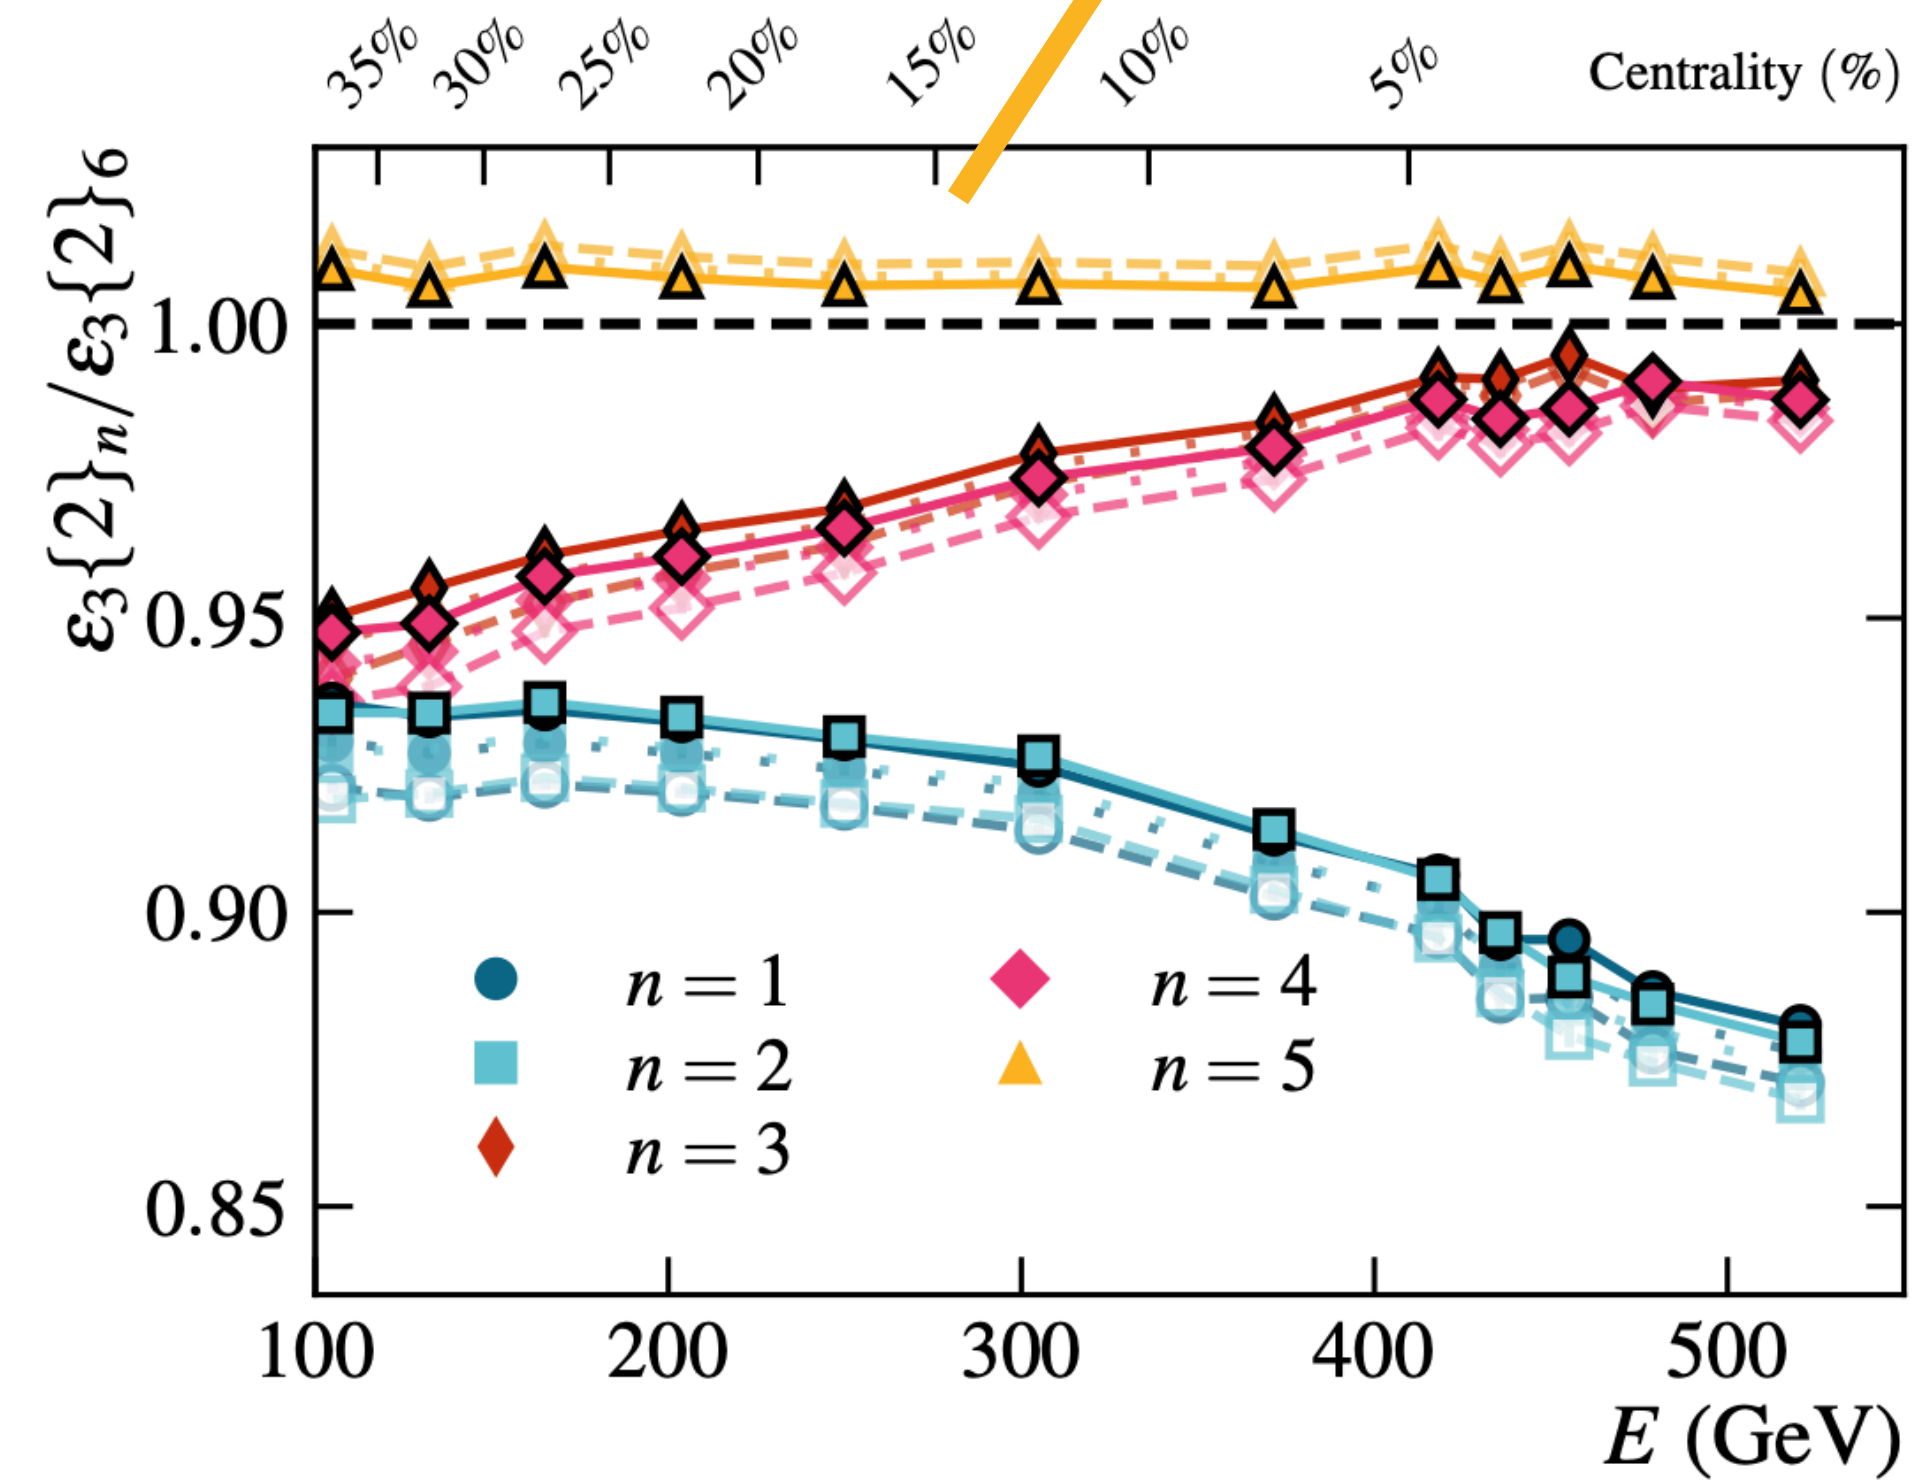 35% 30% 25% 20% 15% 10% 5% Centrality (%)
ε₃{2}ₙ/ε₃{2}₆
1.00
0.95
0.90
0.85
n = 1
n = 2
n = 3
n = 4
n = 5
100 200 300 400 500
E (GeV)